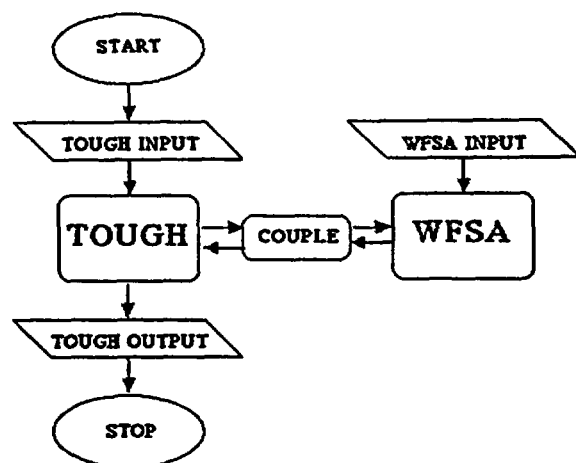 START
TOUGH INPUT
WFSA INPUT
TOUGH
COUPLE
WFSA
TOUGH OUTPUT
STOP